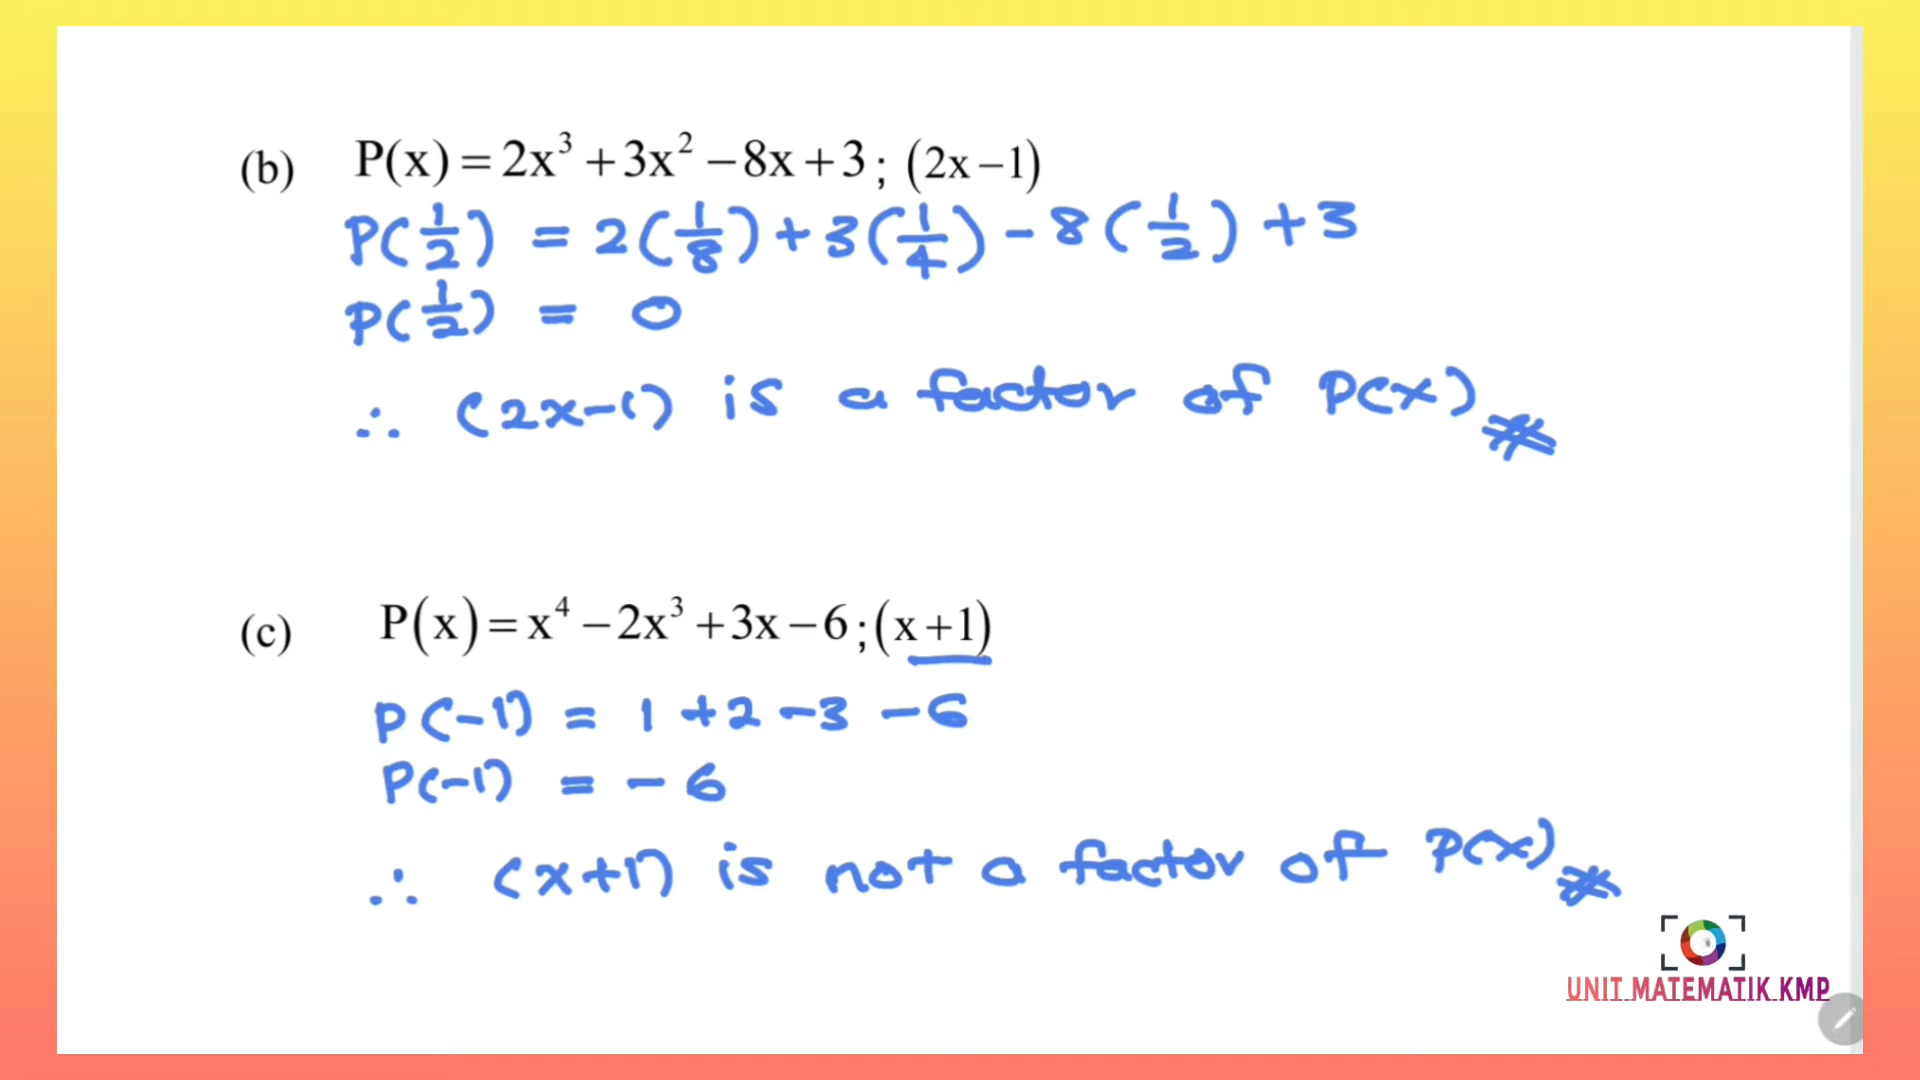 (b) P(x) = 2x³ + 3x² − 8x + 3 ; (2x − 1)
P(1/2) = 2(1/8) + 3(1/4) − 8(1/2) + 3
P(1/2) = 0
∴ (2x−1) is a factor of P(x)
(c) P(x) = x⁴ − 2x³ + 3x − 6 ; (x + 1)
P(−1) = 1 + 2 − 3 − 6
P(−1) = − 6
∴ (x+1) is not a factor of P(x)
UNIT MATEMATIK KMP